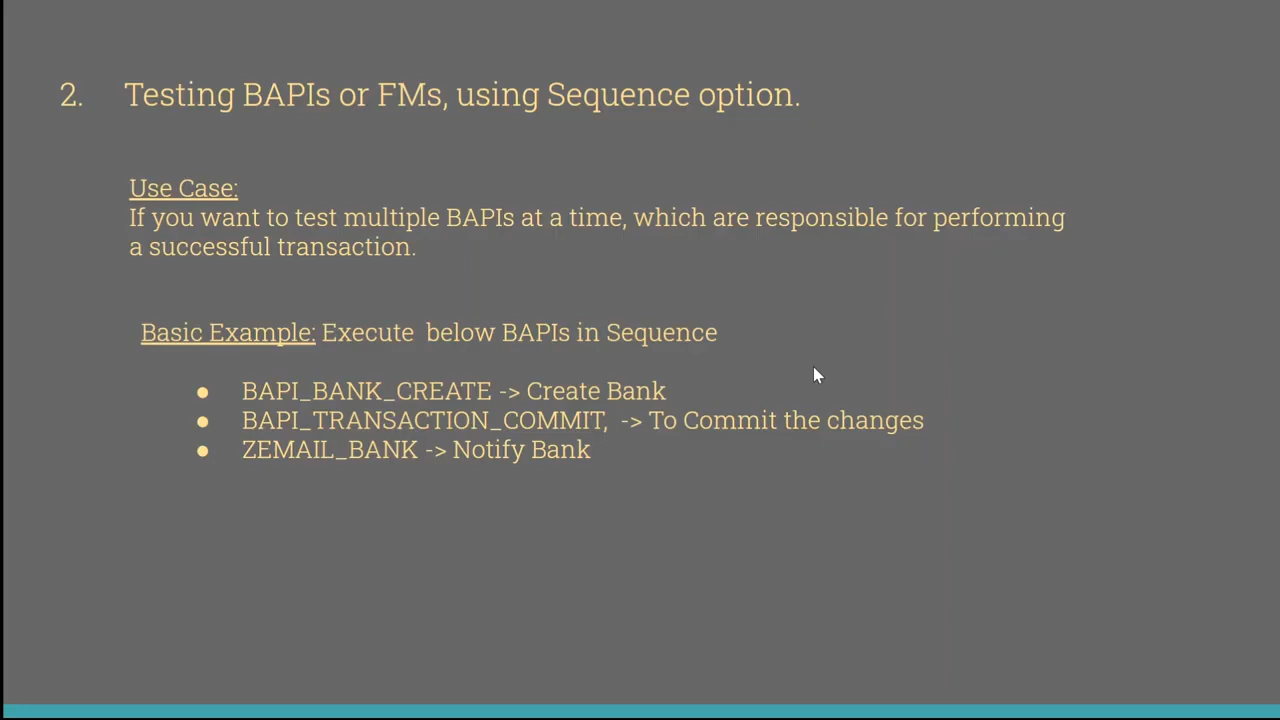 2. Testing BAPIs or FMs, using Sequence option.
Use Case:
If you want to test multiple BAPIs at a time, which are responsible for performing
a successful transaction.
Basic Example: Execute  below BAPIs in Sequence
● BAPI_BANK_CREATE -> Create Bank
● BAPI_TRANSACTION_COMMIT,  -> To Commit the changes
● ZEMAIL_BANK -> Notify Bank